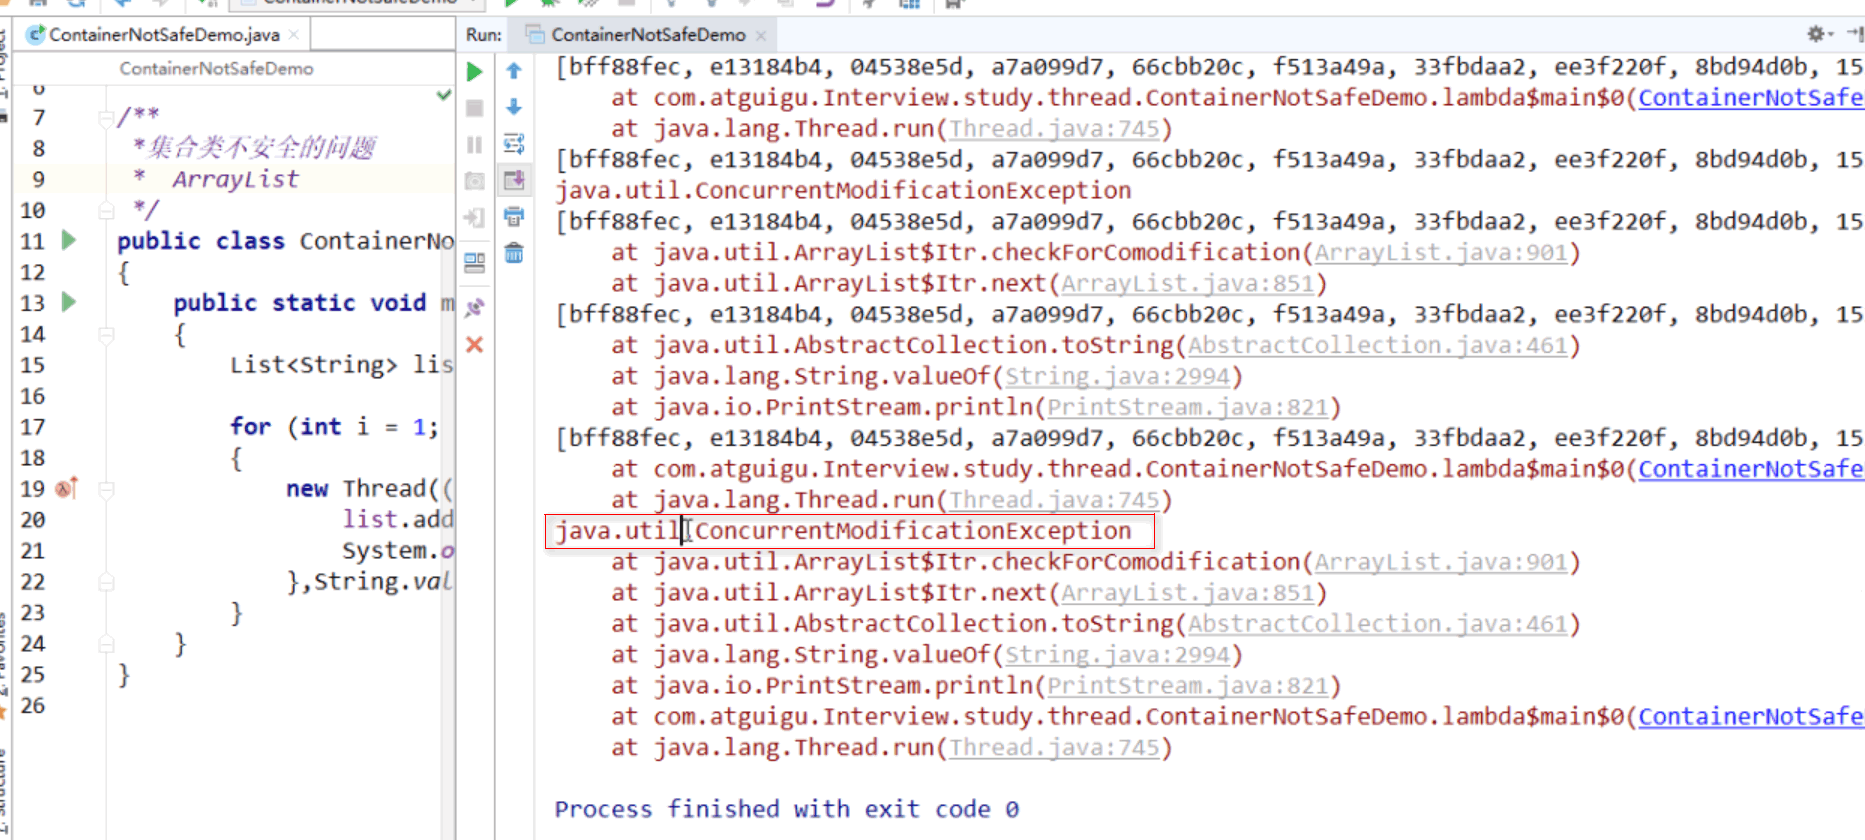 ContainerNotSafeDemo.java
ContainerNotSafeDemo
6
7 /**
8 *集合类不安全的问题
9 * ArrayList
10 */
11 public class ContainerNo
12 {
13 public static void m
14 {
15 List<String> lis
16
17 for (int i = 1;
18 {
19 new Thread((
20 list.add
21 System.o
22 },String.val
23 }
24 }
25 }
26
Run: ContainerNotSafeDemo
[bff88fec, e13184b4, 04538e5d, a7a099d7, 66cbb20c, f513a49a, 33fbdaa2, ee3f220f, 8bd94d0b, 15
at com.atguigu.Interview.study.thread.ContainerNotSafeDemo.lambda$main$0(ContainerNotSafe
at java.lang.Thread.run(Thread.java:745)
[bff88fec, e13184b4, 04538e5d, a7a099d7, 66cbb20c, f513a49a, 33fbdaa2, ee3f220f, 8bd94d0b, 15
java.util.ConcurrentModificationException
[bff88fec, e13184b4, 04538e5d, a7a099d7, 66cbb20c, f513a49a, 33fbdaa2, ee3f220f, 8bd94d0b, 15
at java.util.ArrayList$Itr.checkForComodification(ArrayList.java:901)
at java.util.ArrayList$Itr.next(ArrayList.java:851)
[bff88fec, e13184b4, 04538e5d, a7a099d7, 66cbb20c, f513a49a, 33fbdaa2, ee3f220f, 8bd94d0b, 15
at java.util.AbstractCollection.toString(AbstractCollection.java:461)
at java.lang.String.valueOf(String.java:2994)
at java.io.PrintStream.println(PrintStream.java:821)
[bff88fec, e13184b4, 04538e5d, a7a099d7, 66cbb20c, f513a49a, 33fbdaa2, ee3f220f, 8bd94d0b, 15
at com.atguigu.Interview.study.thread.ContainerNotSafeDemo.lambda$main$0(ContainerNotSafe
at java.lang.Thread.run(Thread.java:745)
java.util.ConcurrentModificationException
at java.util.ArrayList$Itr.checkForComodification(ArrayList.java:901)
at java.util.ArrayList$Itr.next(ArrayList.java:851)
at java.util.AbstractCollection.toString(AbstractCollection.java:461)
at java.lang.String.valueOf(String.java:2994)
at java.io.PrintStream.println(PrintStream.java:821)
at com.atguigu.Interview.study.thread.ContainerNotSafeDemo.lambda$main$0(ContainerNotSafe
at java.lang.Thread.run(Thread.java:745)
Process finished with exit code 0